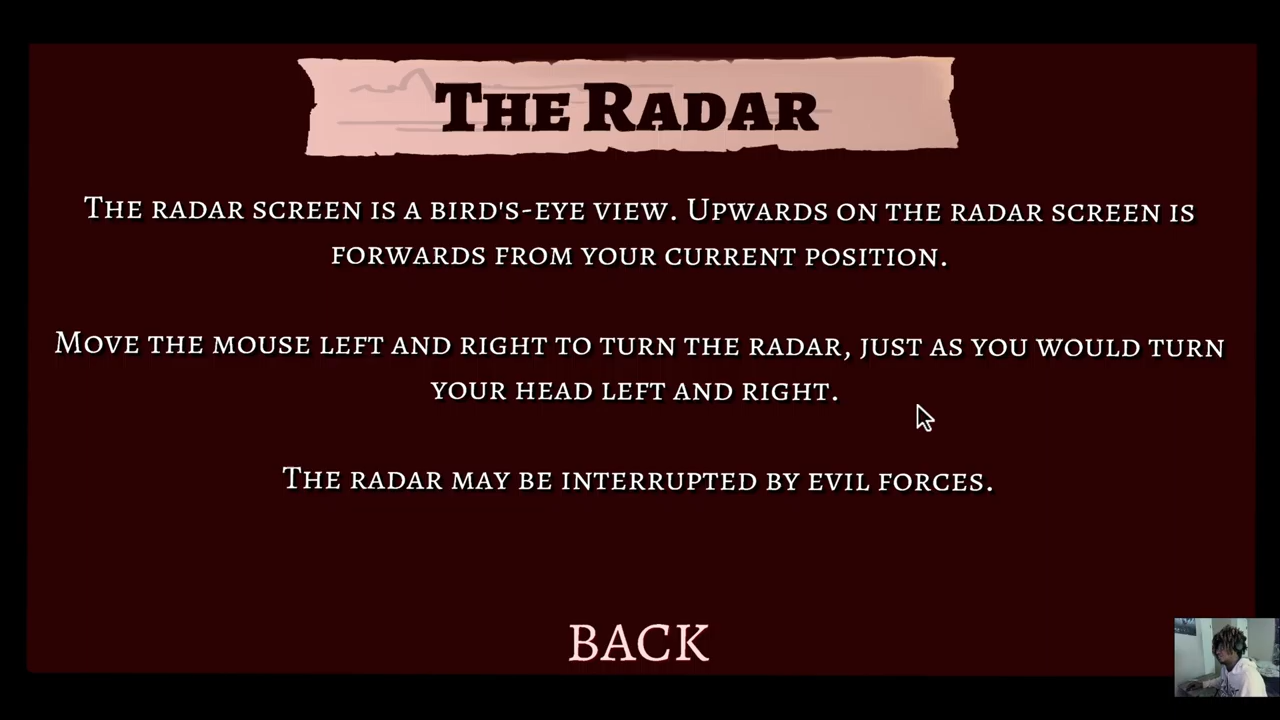 The Radar
The radar screen is a bird's-eye view. Upwards on the radar screen is
forwards from your current position.
Move the mouse left and right to turn the radar, just as you would turn
your head left and right.
The radar may be interrupted by evil forces.
BACK